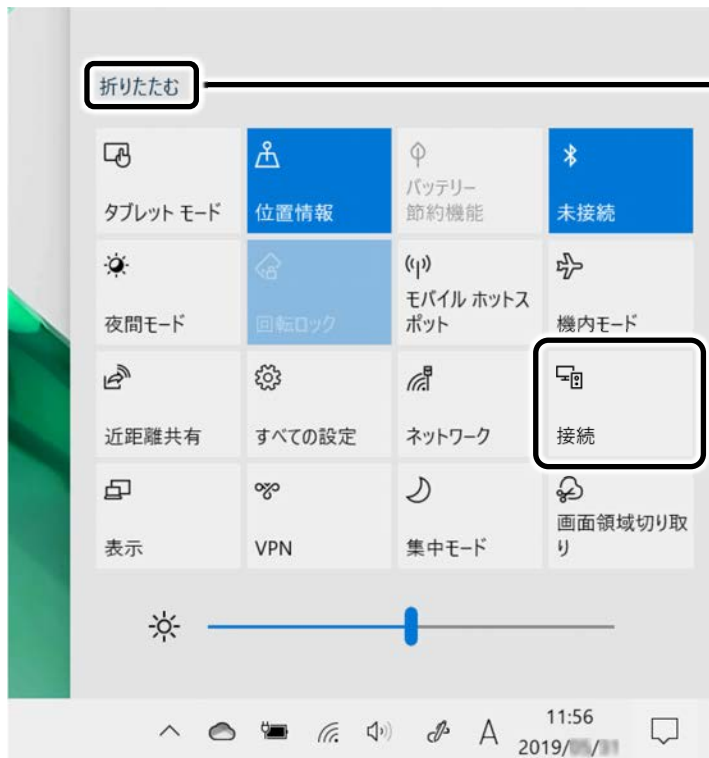 折りたたむ
タブレット モード
位置情報
バッテリー
節約機能
未接続
夜間モード
回転ロック
モバイル ホットス
ポット
機内モード
近距離共有
すべての設定
ネットワーク
接続
表示
VPN
集中モード
画面領域切り取
り
A
11:56
2019/